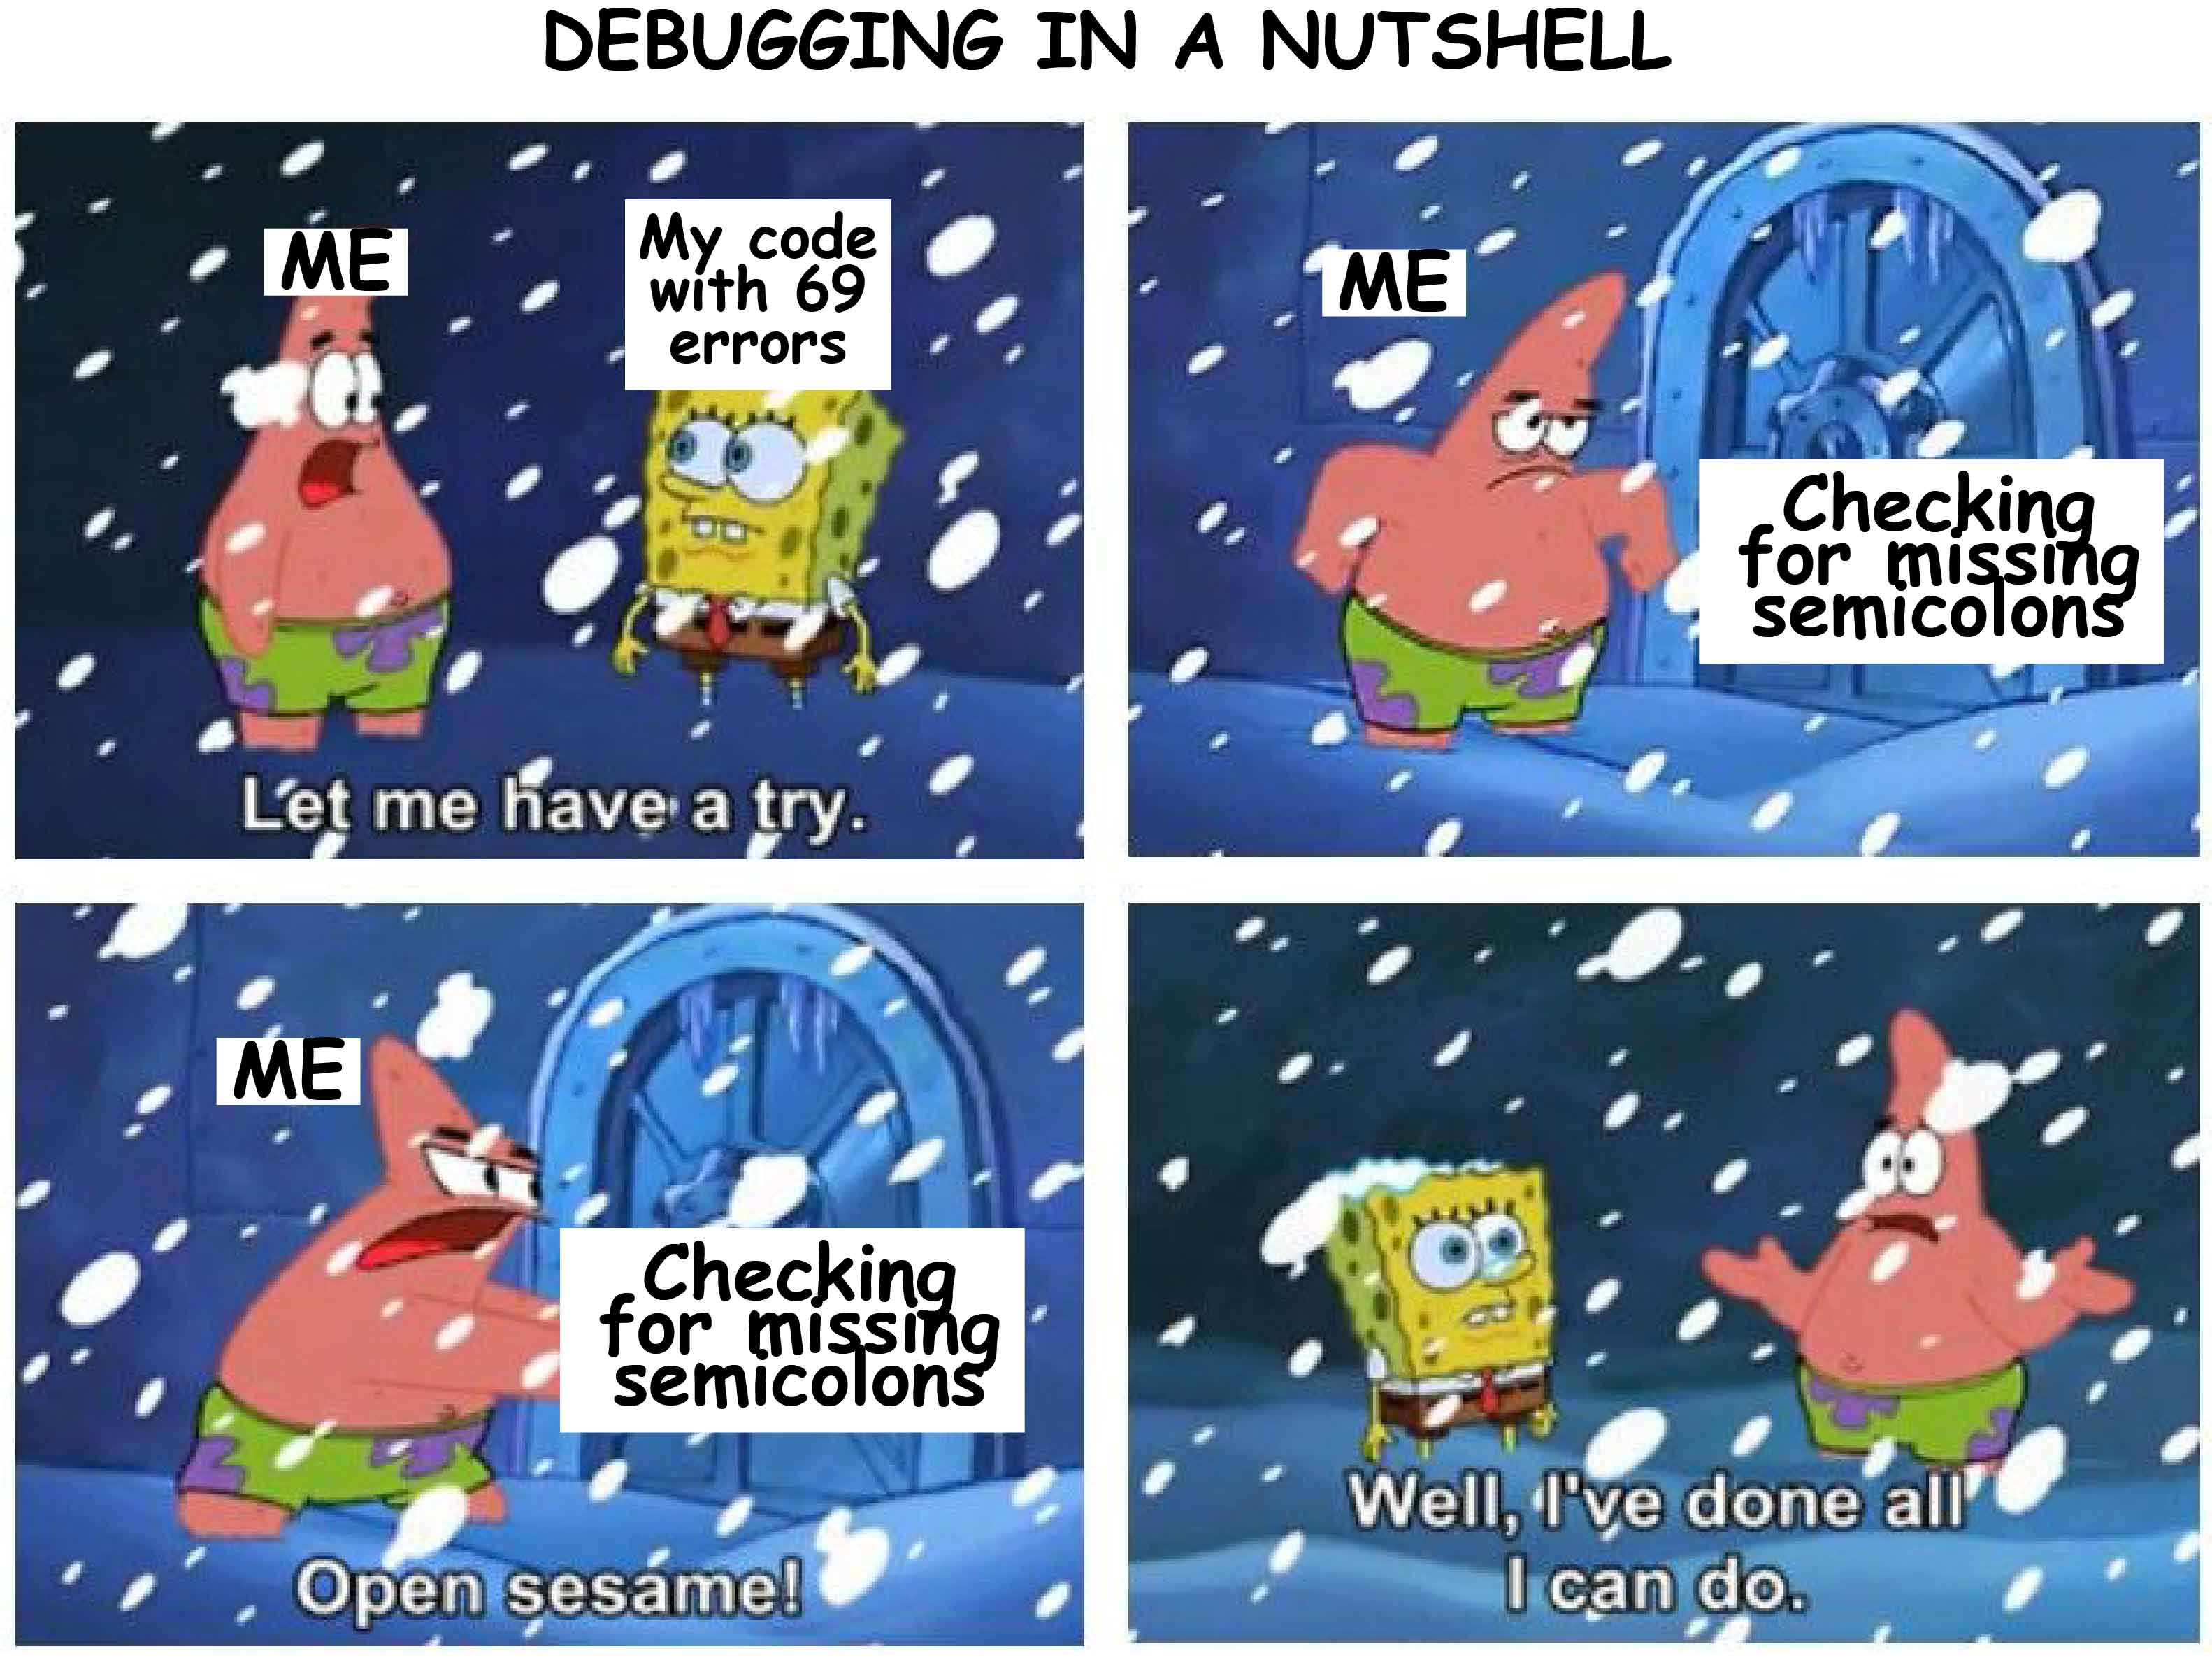 DEBUGGING IN A NUTSHELL
ME
My code
with 69
errors
Let me have a try.
ME
Checking
for missing
semicolons
ME
Checking
for missing
semicolons
Open sesame!
Well, I've done all
I can do.